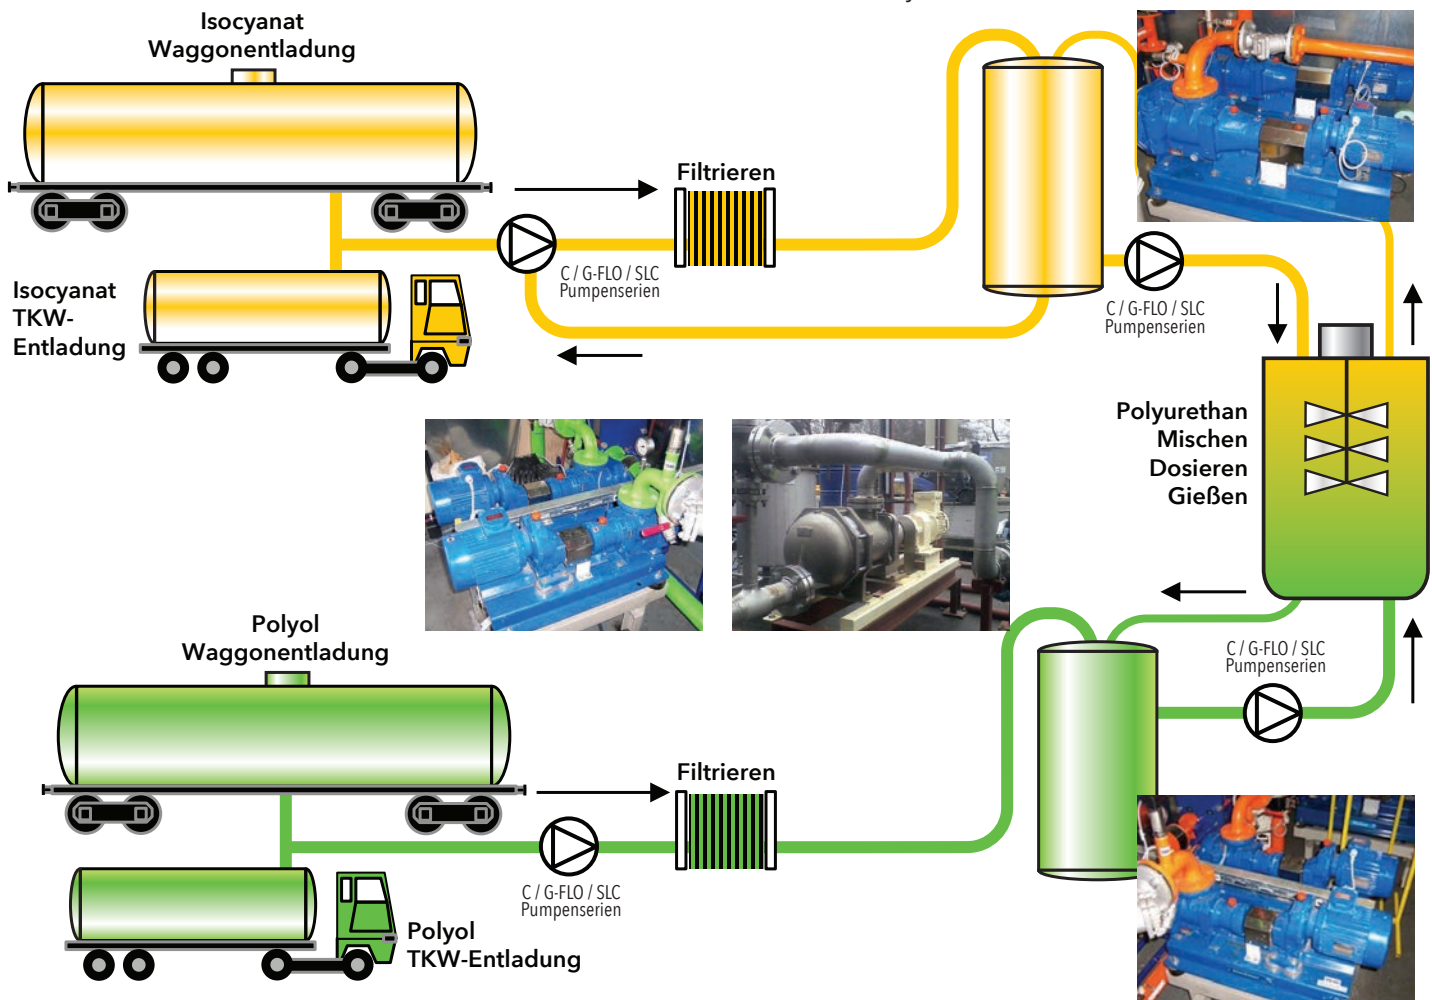 Isocyanat
Waggonentladung
Filtrieren
C / G-FLO / SLC
Pumpenserien
C / G-FLO / SLC
Pumpenserien
Isocyanat
TKW-
Entladung
Polyurethan
Mischen
Dosieren
Gießen
Polyol
Waggonentladung
C / G-FLO / SLC
Pumpenserien
Filtrieren
C / G-FLO / SLC
Pumpenserien
Polyol
TKW-Entladung